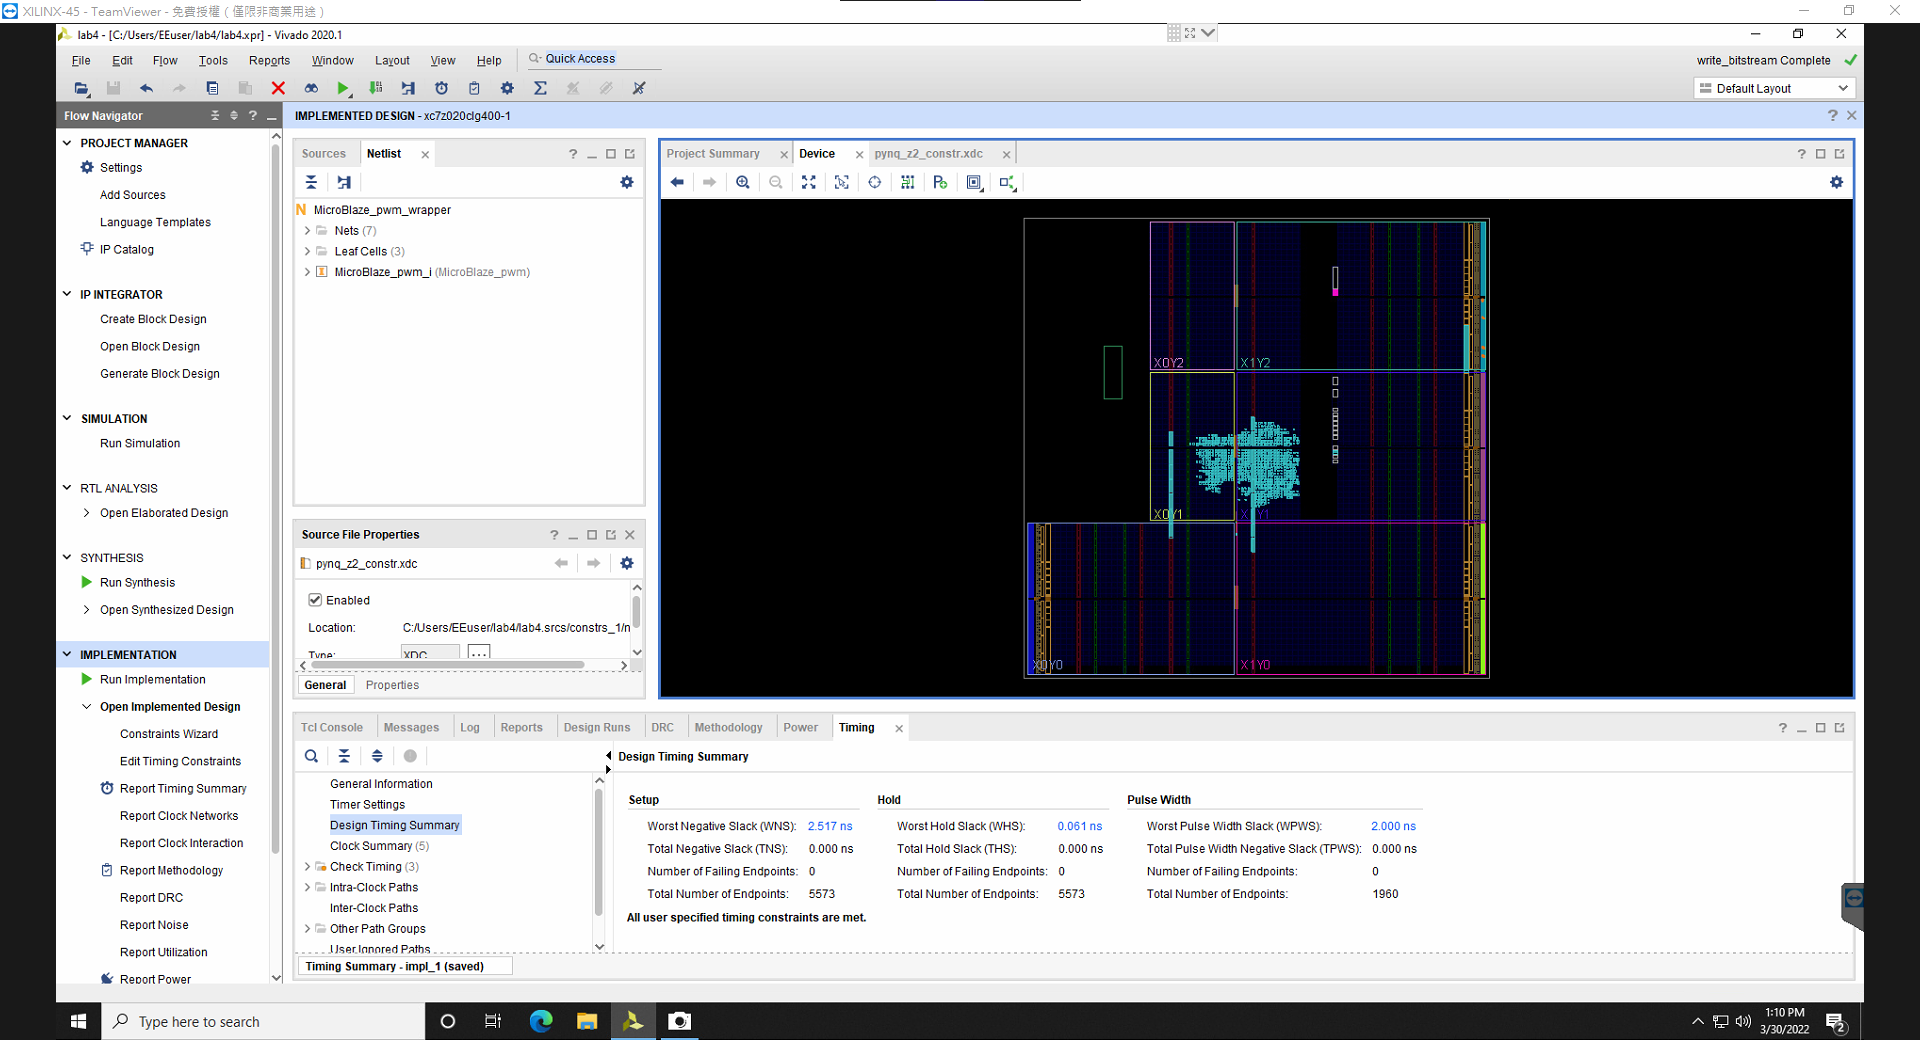 XILINX-45 - TeamViewer - 免費授權（僅限非商業用途）
lab4 - [C:/Users/EEuser/lab4/lab4.xpr] - Vivado 2020.1
File Edit Flow Tools Reports Window Layout View Help Quick Access
write_bitstream Complete
Default Layout
Flow Navigator
IMPLEMENTED DESIGN - xc7z020clg400-1
PROJECT MANAGER
Settings
Add Sources
Language Templates
IP Catalog
IP INTEGRATOR
Create Block Design
Open Block Design
Generate Block Design
SIMULATION
Run Simulation
RTL ANALYSIS
Open Elaborated Design
SYNTHESIS
Run Synthesis
Open Synthesized Design
IMPLEMENTATION
Run Implementation
Open Implemented Design
Constraints Wizard
Edit Timing Constraints
Report Timing Summary
Report Clock Networks
Report Clock Interaction
Report Methodology
Report DRC
Report Noise
Report Utilization
Report Power
Sources Netlist
MicroBlaze_pwm_wrapper
Nets (7)
Leaf Cells (3)
MicroBlaze_pwm_i (MicroBlaze_pwm)
Source File Properties
pynq_z2_constr.xdc
Enabled
Location: C:/Users/EEuser/lab4/lab4.srcs/constrs_1/n
Type: XDC ...
General Properties
Project Summary Device pynq_z2_constr.xdc
X0Y2 X1Y2
X0Y1 X1Y1
X0Y0 X1Y0
Tcl Console Messages Log Reports Design Runs DRC Methodology Power Timing
General Information
Timer Settings
Design Timing Summary
Clock Summary (5)
Check Timing (3)
Intra-Clock Paths
Inter-Clock Paths
Other Path Groups
User Ignored Paths
Timing Summary - impl_1 (saved)
Design Timing Summary
Setup Hold Pulse Width
Worst Negative Slack (WNS): 2.517 ns Worst Hold Slack (WHS): 0.061 ns Worst Pulse Width Slack (WPWS): 2.000 ns
Total Negative Slack (TNS): 0.000 ns Total Hold Slack (THS): 0.000 ns Total Pulse Width Negative Slack (TPWS): 0.000 ns
Number of Failing Endpoints: 0 Number of Failing Endpoints: 0 Number of Failing Endpoints: 0
Total Number of Endpoints: 5573 Total Number of Endpoints: 5573 Total Number of Endpoints: 1960
All user specified timing constraints are met.
Type here to search
1:10 PM
3/30/2022
2